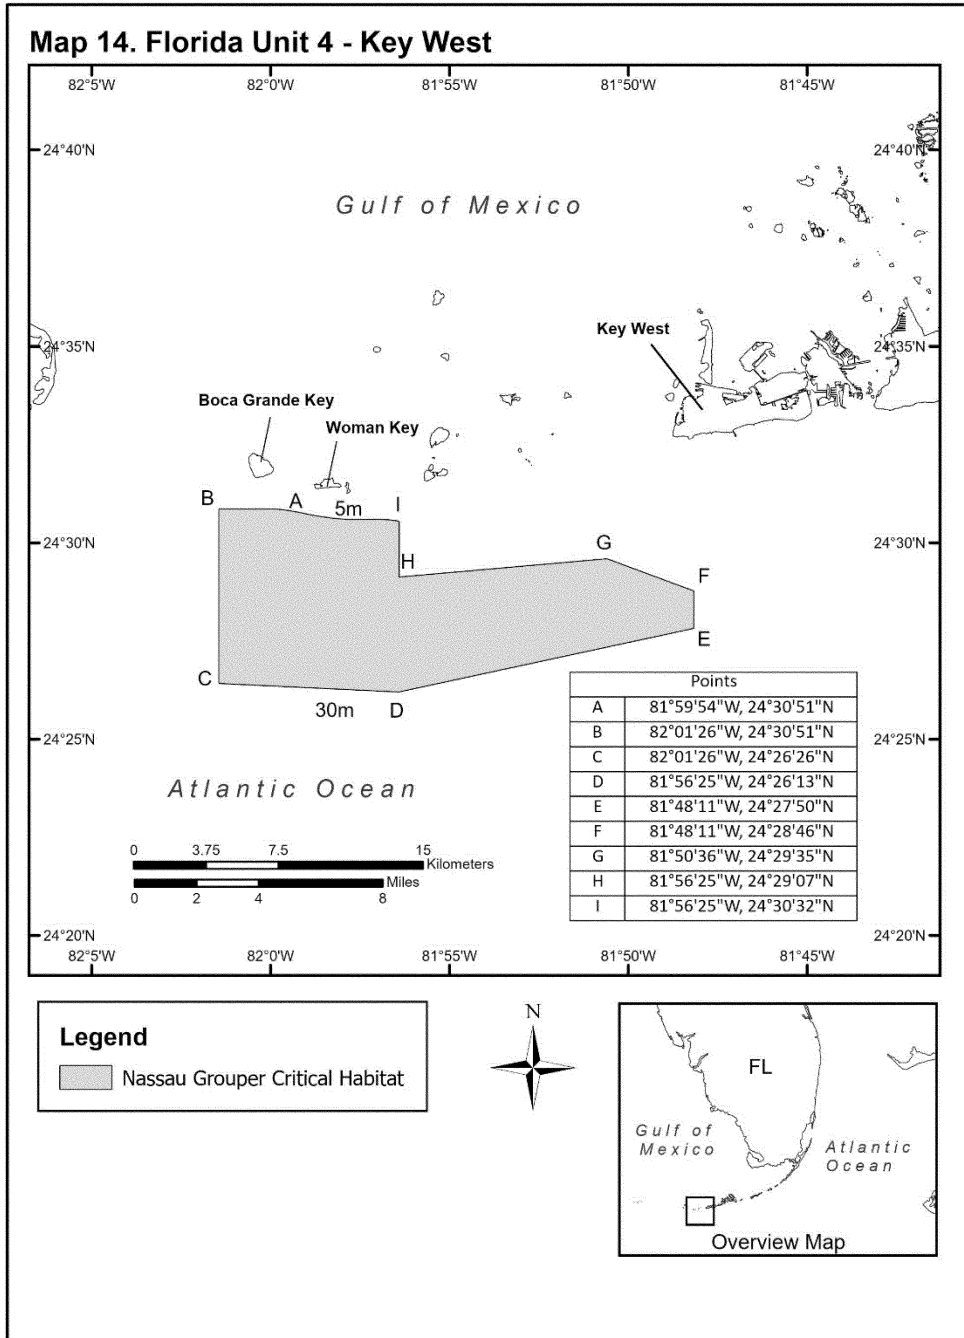 Map 14. Florida Unit 4 - Key West
82°5'W 82°0'W 81°55'W 81°50'W 81°45'W
24°40'N 24°40'N
Gulf of Mexico
Key West
24°35'N 24°35'N
Boca Grande Key
Woman Key
B A 5m I
24°30'N 24°30'N
G
H
F
E
C
30m D
24°25'N 24°25'N
Atlantic Ocean
0 3.75 7.5 15
Kilometers
Miles
0 2 4 8
Points
A 81°59'54"W, 24°30'51"N
B 82°01'26"W, 24°30'51"N
C 82°01'26"W, 24°26'26"N
D 81°56'25"W, 24°26'13"N
E 81°48'11"W, 24°27'50"N
F 81°48'11"W, 24°28'46"N
G 81°50'36"W, 24°29'35"N
H 81°56'25"W, 24°29'07"N
I 81°56'25"W, 24°30'32"N
24°20'N 24°20'N
82°5'W 82°0'W 81°55'W 81°50'W 81°45'W
Legend
Nassau Grouper Critical Habitat
N
FL
Gulf of
Mexico
Atlantic
Ocean
Overview Map